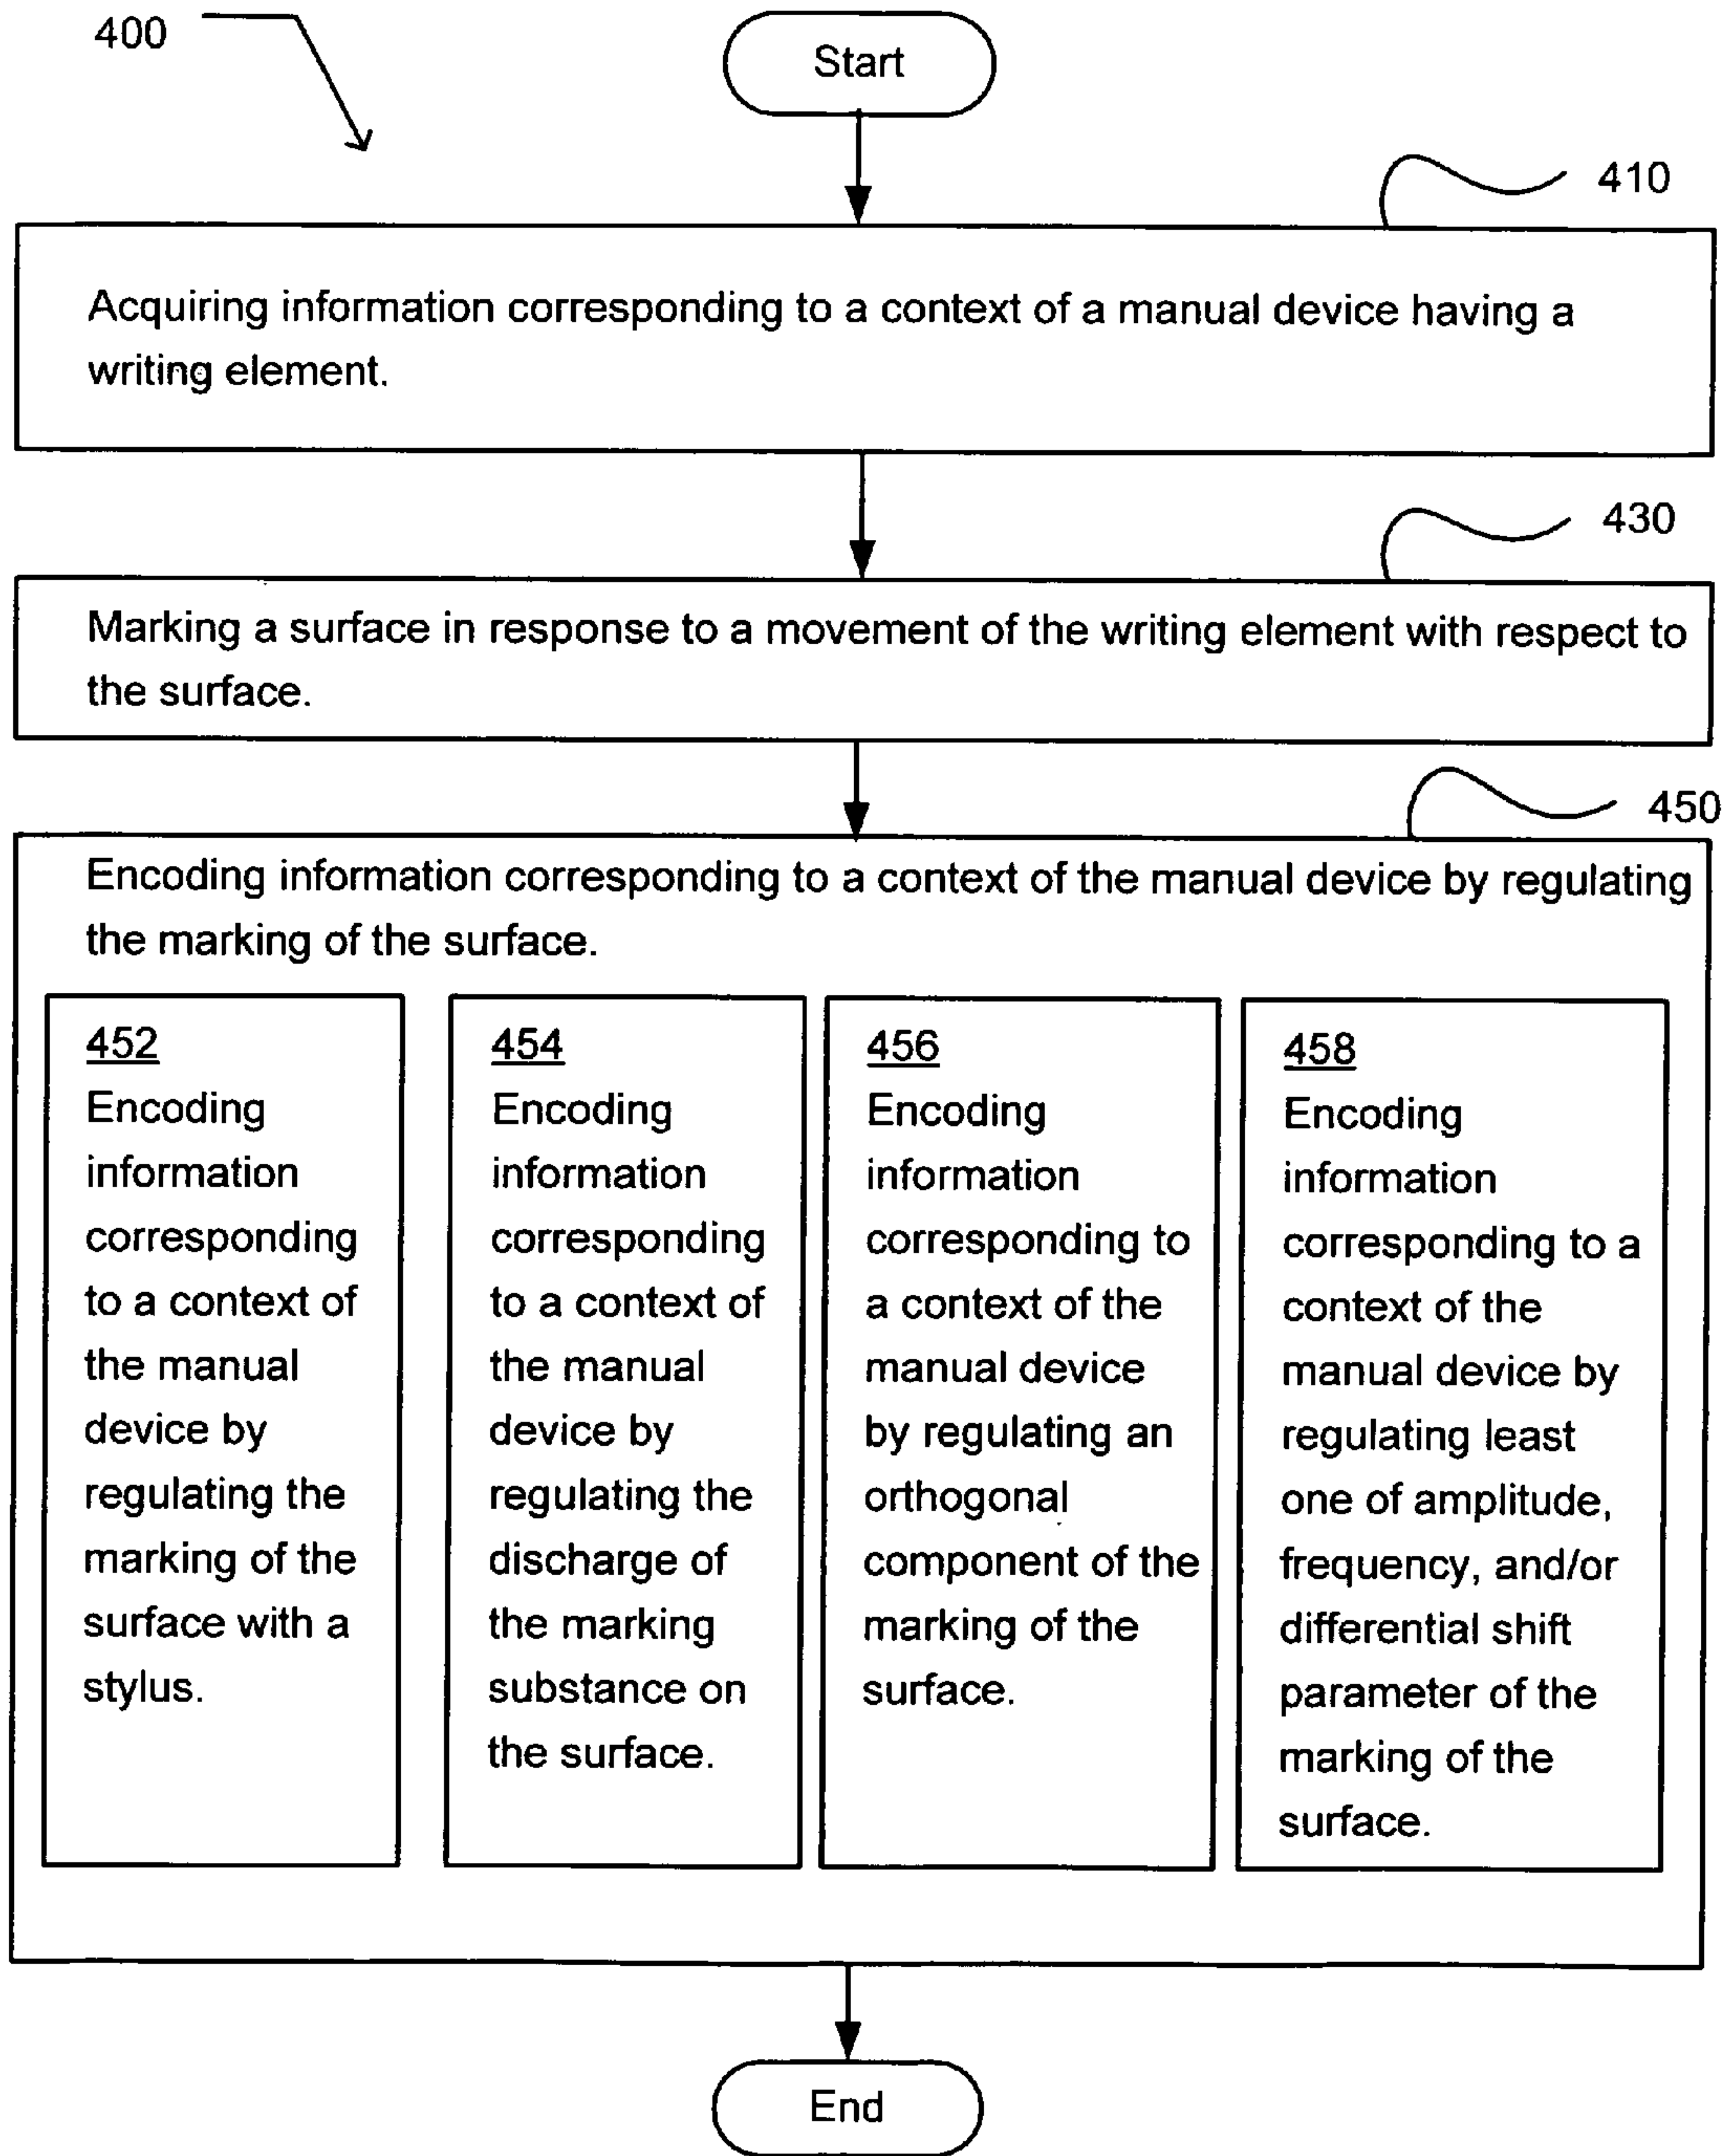 400
Start
410
Acquiring information corresponding to a context of a manual device having a
writing element.
430
Marking a surface in response to a movement of the writing element with respect to
the surface.
450
Encoding information corresponding to a context of the manual device by regulating
the marking of the surface.
452
Encoding
information
corresponding
to a context of
the manual
device by
regulating the
marking of the
surface with a
stylus.
454
Encoding
information
corresponding
to a context of
the manual
device by
regulating the
discharge of
the marking
substance on
the surface.
456
Encoding
information
corresponding to
a context of the
manual device
by regulating an
orthogonal
component of the
marking of the
surface.
458
Encoding
information
corresponding to a
context of the
manual device by
regulating least
one of amplitude,
frequency, and/or
differential shift
parameter of the
marking of the
surface.
End